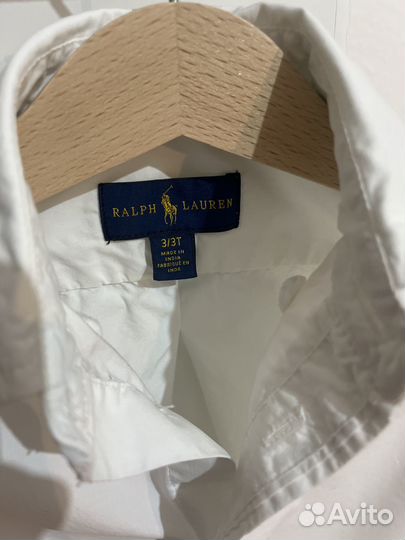 RALPH LAUREN
3/3T
MADE IN
INDIA
FABRIQUÉ EN
INDE
Avito